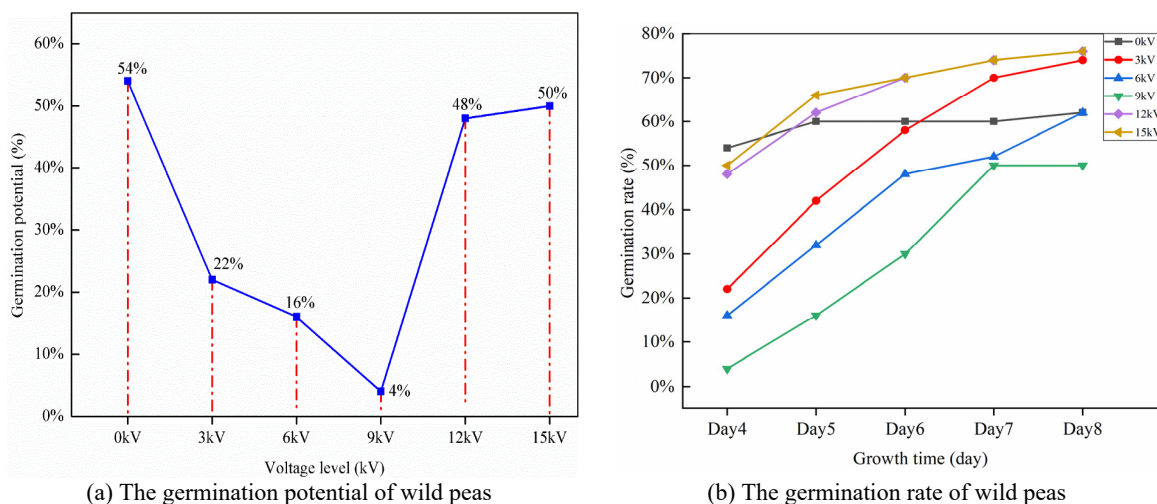 60%
50%
40%
30%
20%
10%
0%
Germination potential (%)
54%
22%
16%
4%
48%
50%
0kV 3kV 6kV 9kV 12kV 15kV
Voltage level (kV)
(a) The germination potential of wild peas
80%
70%
60%
50%
40%
30%
20%
10%
0%
Germination rate (%)
0kV
3kV
6kV
9kV
12kV
15kV
Day4 Day5 Day6 Day7 Day8
Growth time (day)
(b) The germination rate of wild peas